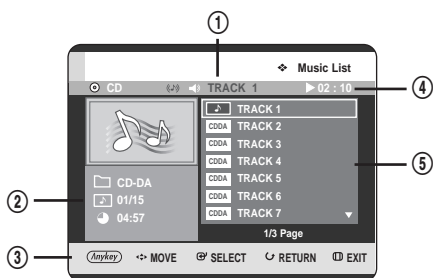 ①
❖ Music List
CD TRACK 1 ▶ 02 : 10
④
♪ TRACK 1
CDDA TRACK 2
CDDA TRACK 3
CDDA TRACK 4
⑤
CDDA TRACK 5
CDDA TRACK 6
CDDA TRACK 7 ▼
CD-DA
② 01/15
04:57
1/3 Page
③
Anykey MOVE SELECT RETURN EXIT